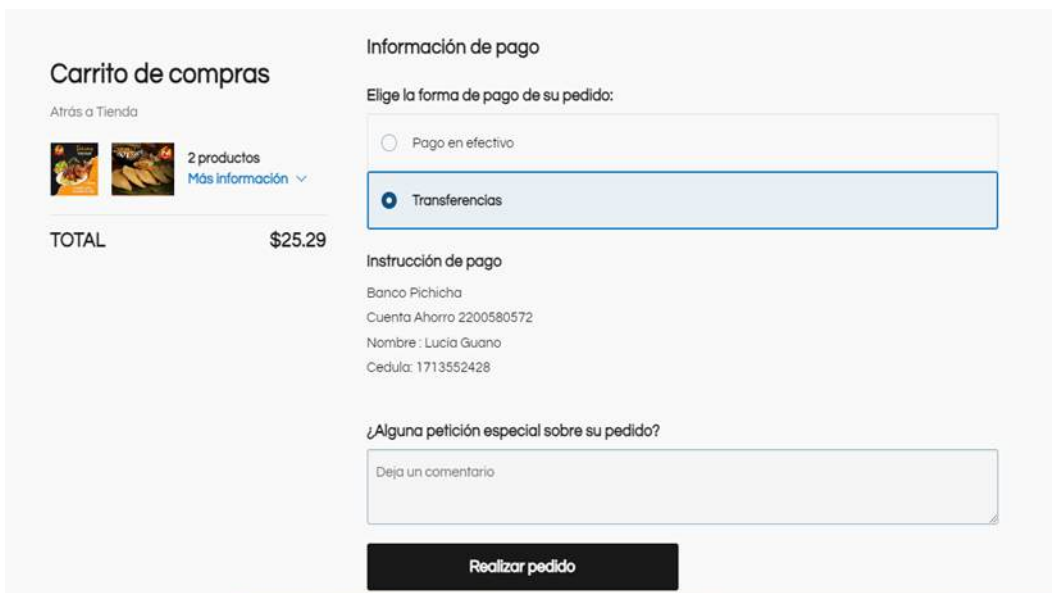 Carrito de compras
Atrás a Tienda
2 productos
Más información
TOTAL $25.29
Información de pago
Elige la forma de pago de su pedido:
Pago en efectivo
Transferencias
Instrucción de pago
Banco Pichicha
Cuenta Ahorro 2200580572
Nombre : Lucía Guano
Cedula: 1713552428
¿Alguna petición especial sobre su pedido?
Deja un comentario
Realizar pedido